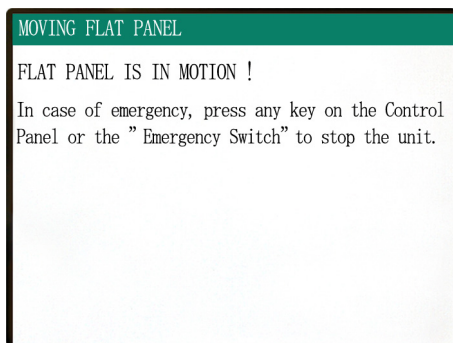 MOVING FLAT PANEL
FLAT PANEL IS IN MOTION !
In case of emergency, press any key on the Control
Panel or the ” Emergency Switch” to stop the unit.